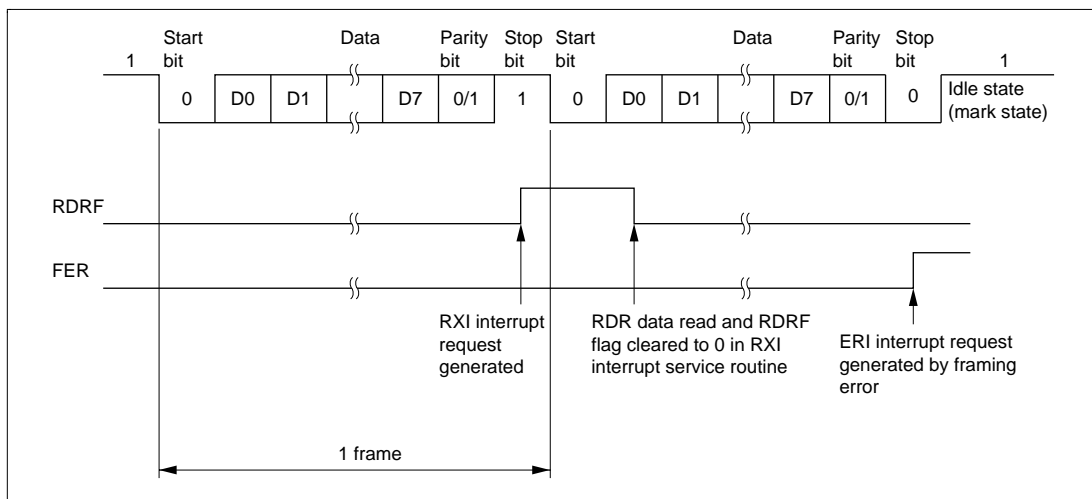 1
Start
bit
Data
Parity
bit
Stop
bit
Start
bit
Data
Parity
bit
Stop
bit
1
0
D0
D1
D7
0/1
1
0
D0
D1
D7
0/1
0
Idle state
(mark state)
RDRF
FER
RXI interrupt
request
generated
RDR data read and RDRF
flag cleared to 0 in RXI
interrupt service routine
ERI interrupt request
generated by framing
error
1 frame